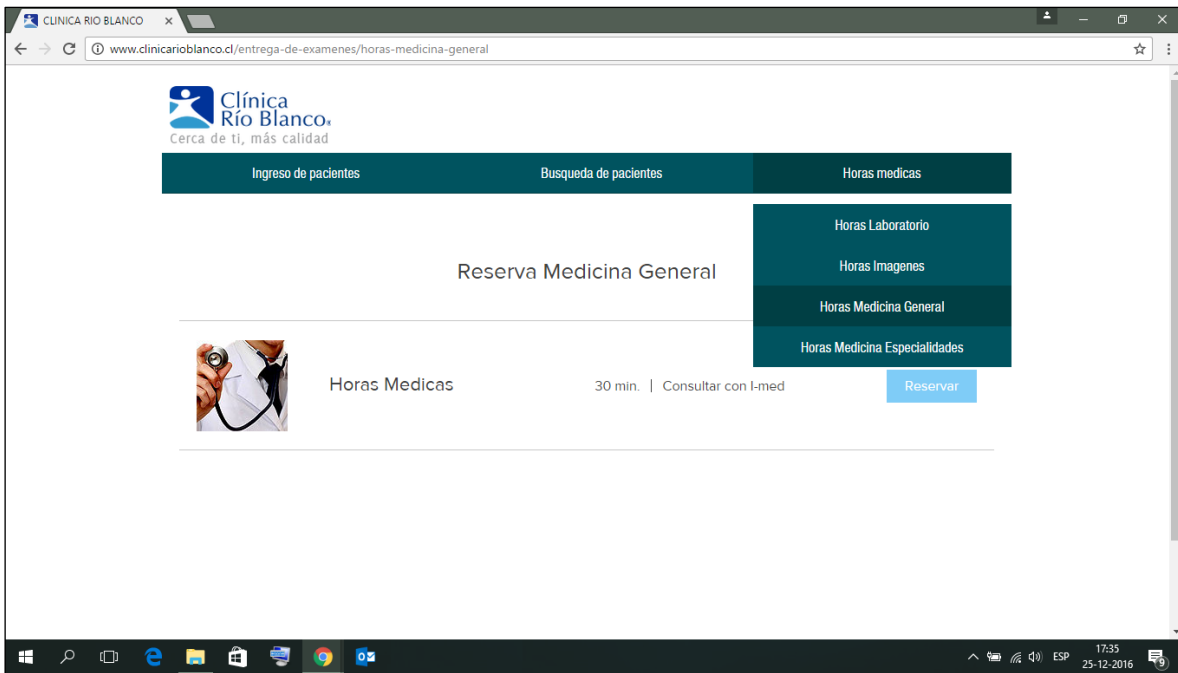 CLINICA RIO BLANCO
www.clinicarioblanco.cl/entrega-de-examenes/horas-medicina-general
Clínica
Río Blanco
Cerca de ti, más calidad
Ingreso de pacientes Busqueda de pacientes Horas medicas
Horas Laboratorio
Horas Imagenes
Reserva Medicina General
Horas Medicina General
Horas Medicina Especialidades
Horas Medicas 30 min. | Consultar con I-med Reservar
ESP 17:35
25-12-2016
9